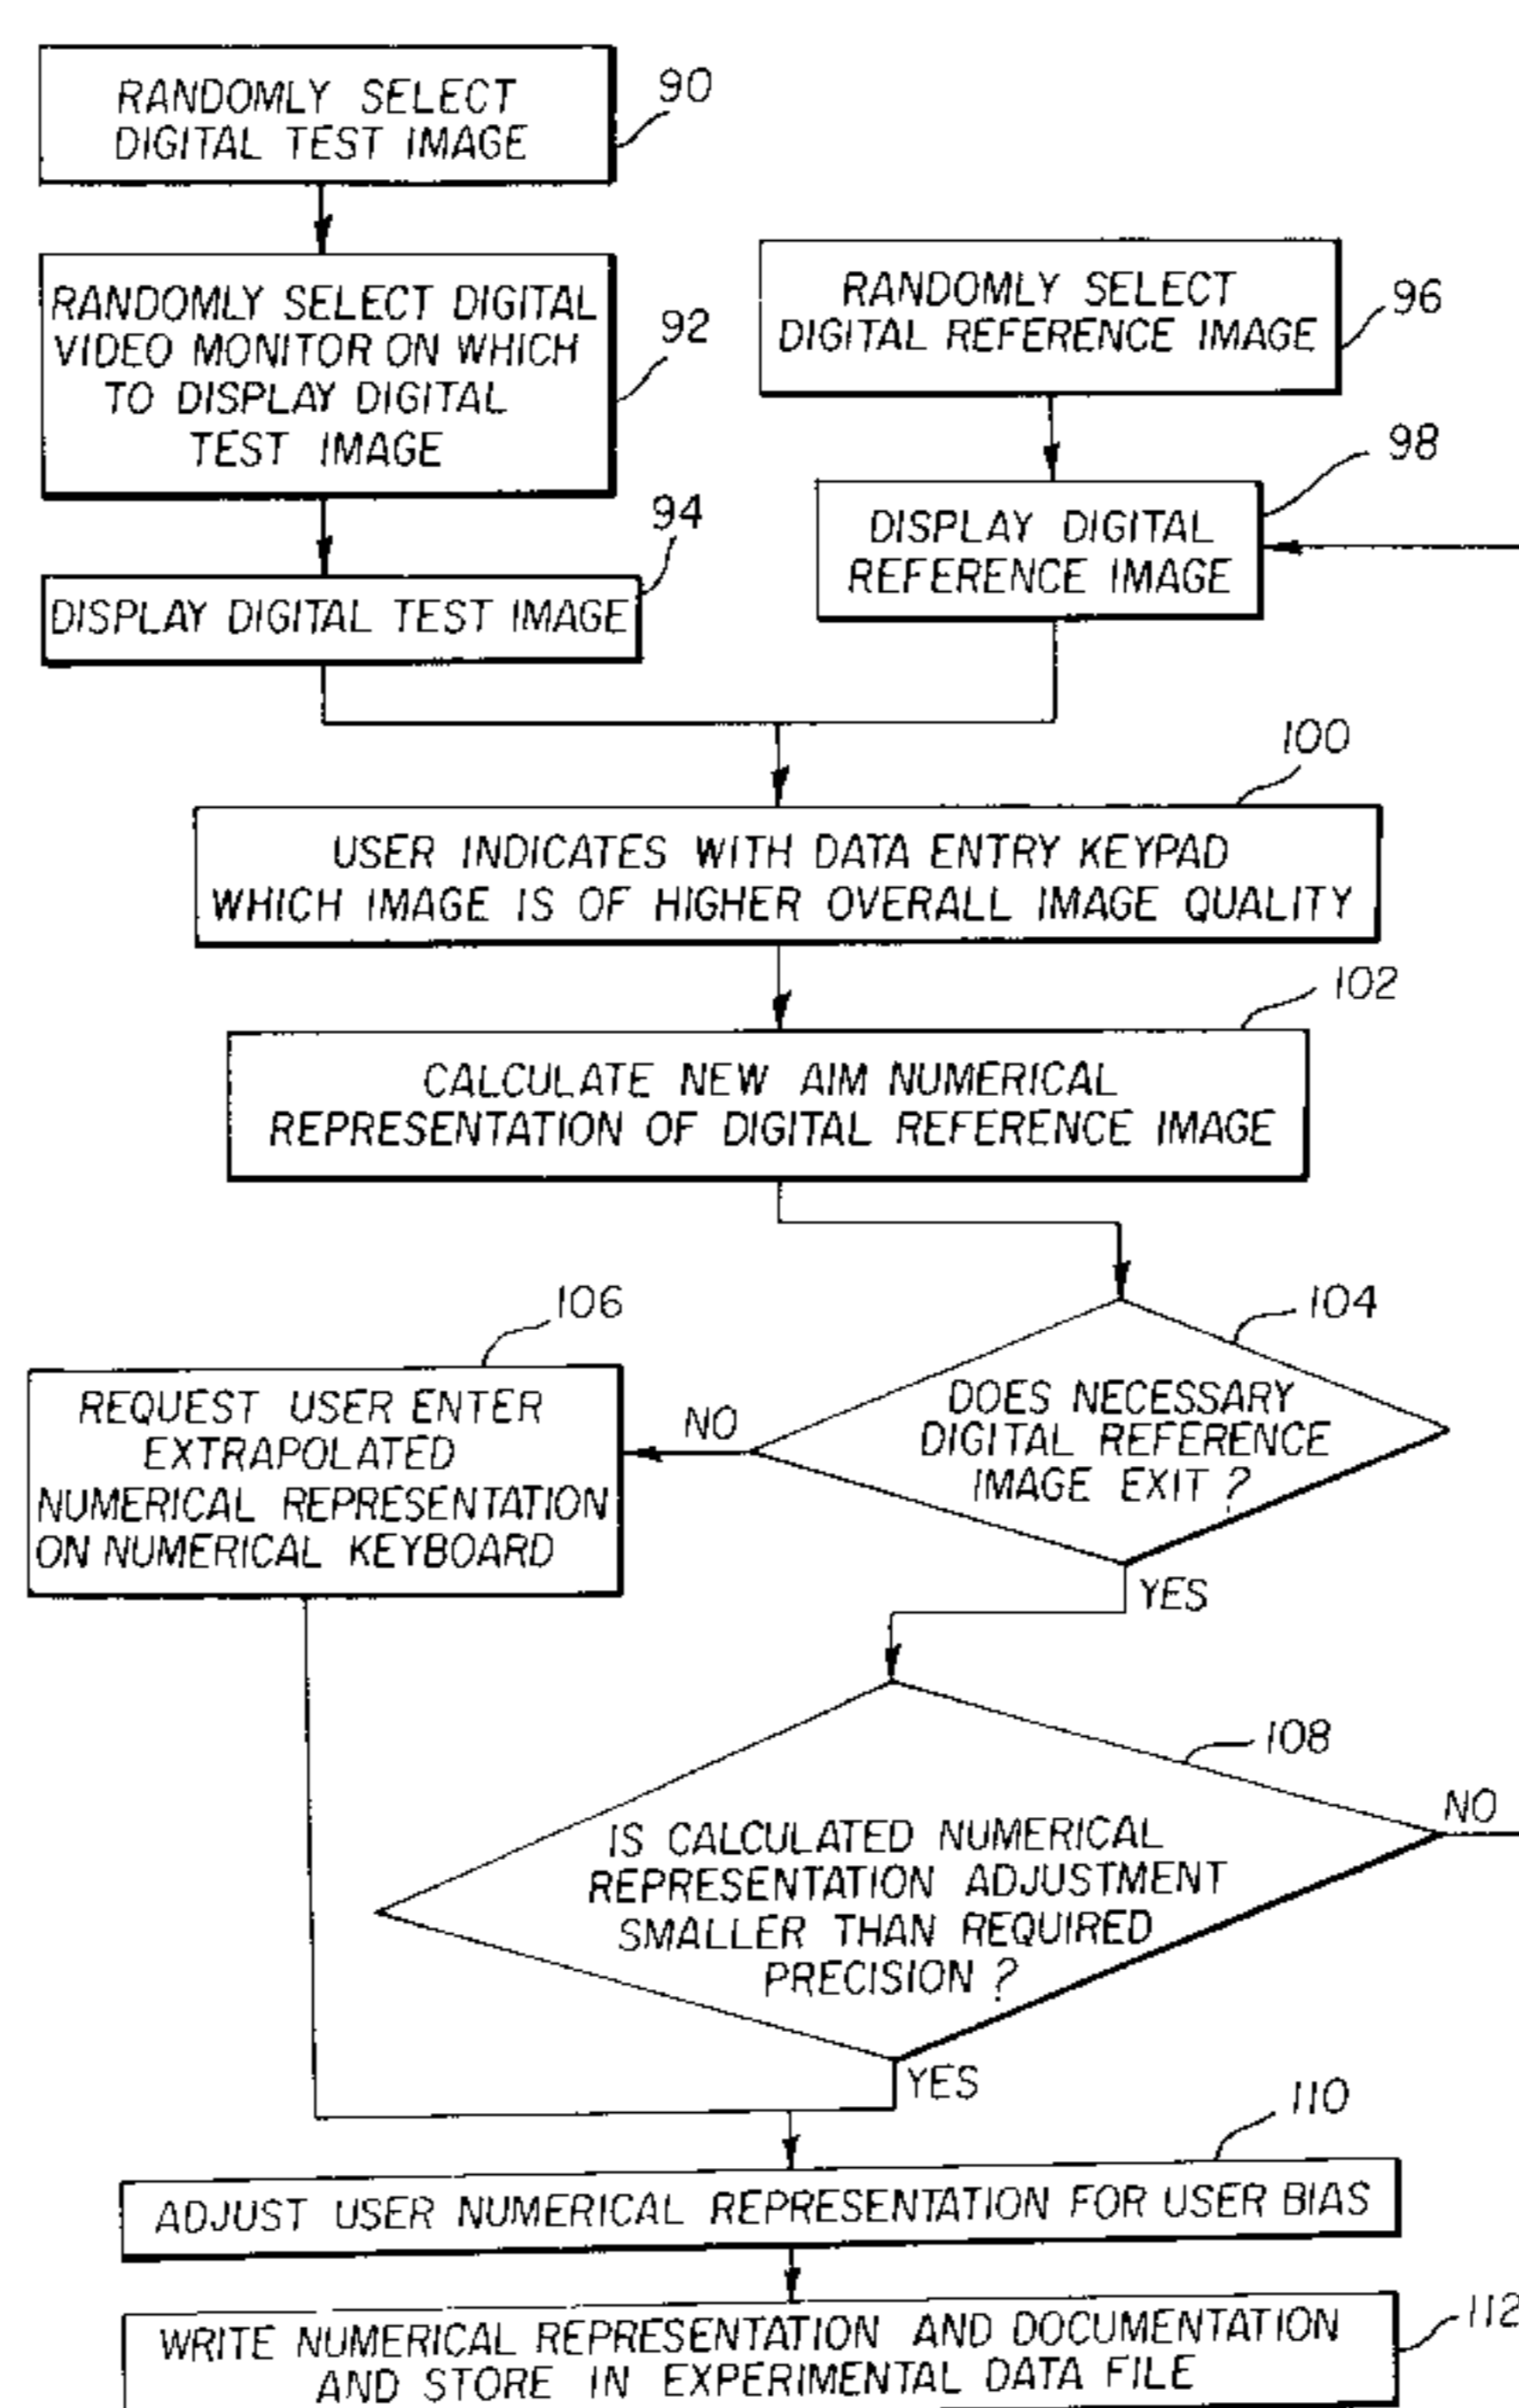 RANDOMLY SELECT
DIGITAL TEST IMAGE
90
RANDOMLY SELECT DIGITAL
VIDEO MONITOR ON WHICH
TO DISPLAY DIGITAL
TEST IMAGE
92
RANDOMLY SELECT
DIGITAL REFERENCE IMAGE
96
DISPLAY DIGITAL TEST IMAGE
94
DISPLAY DIGITAL
REFERENCE IMAGE
98
100
USER INDICATES WITH DATA ENTRY KEYPAD
WHICH IMAGE IS OF HIGHER OVERALL IMAGE QUALITY
102
CALCULATE NEW AIM NUMERICAL
REPRESENTATION OF DIGITAL REFERENCE IMAGE
104
DOES NECESSARY
DIGITAL REFERENCE
IMAGE EXIT ?
NO
YES
106
REQUEST USER ENTER
EXTRAPOLATED
NUMERICAL REPRESENTATION
ON NUMERICAL KEYBOARD
108
IS CALCULATED NUMERICAL
REPRESENTATION ADJUSTMENT
SMALLER THAN REQUIRED
PRECISION ?
NO
YES
110
ADJUST USER NUMERICAL REPRESENTATION FOR USER BIAS
WRITE NUMERICAL REPRESENTATION AND DOCUMENTATION
AND STORE IN EXPERIMENTAL DATA FILE
112